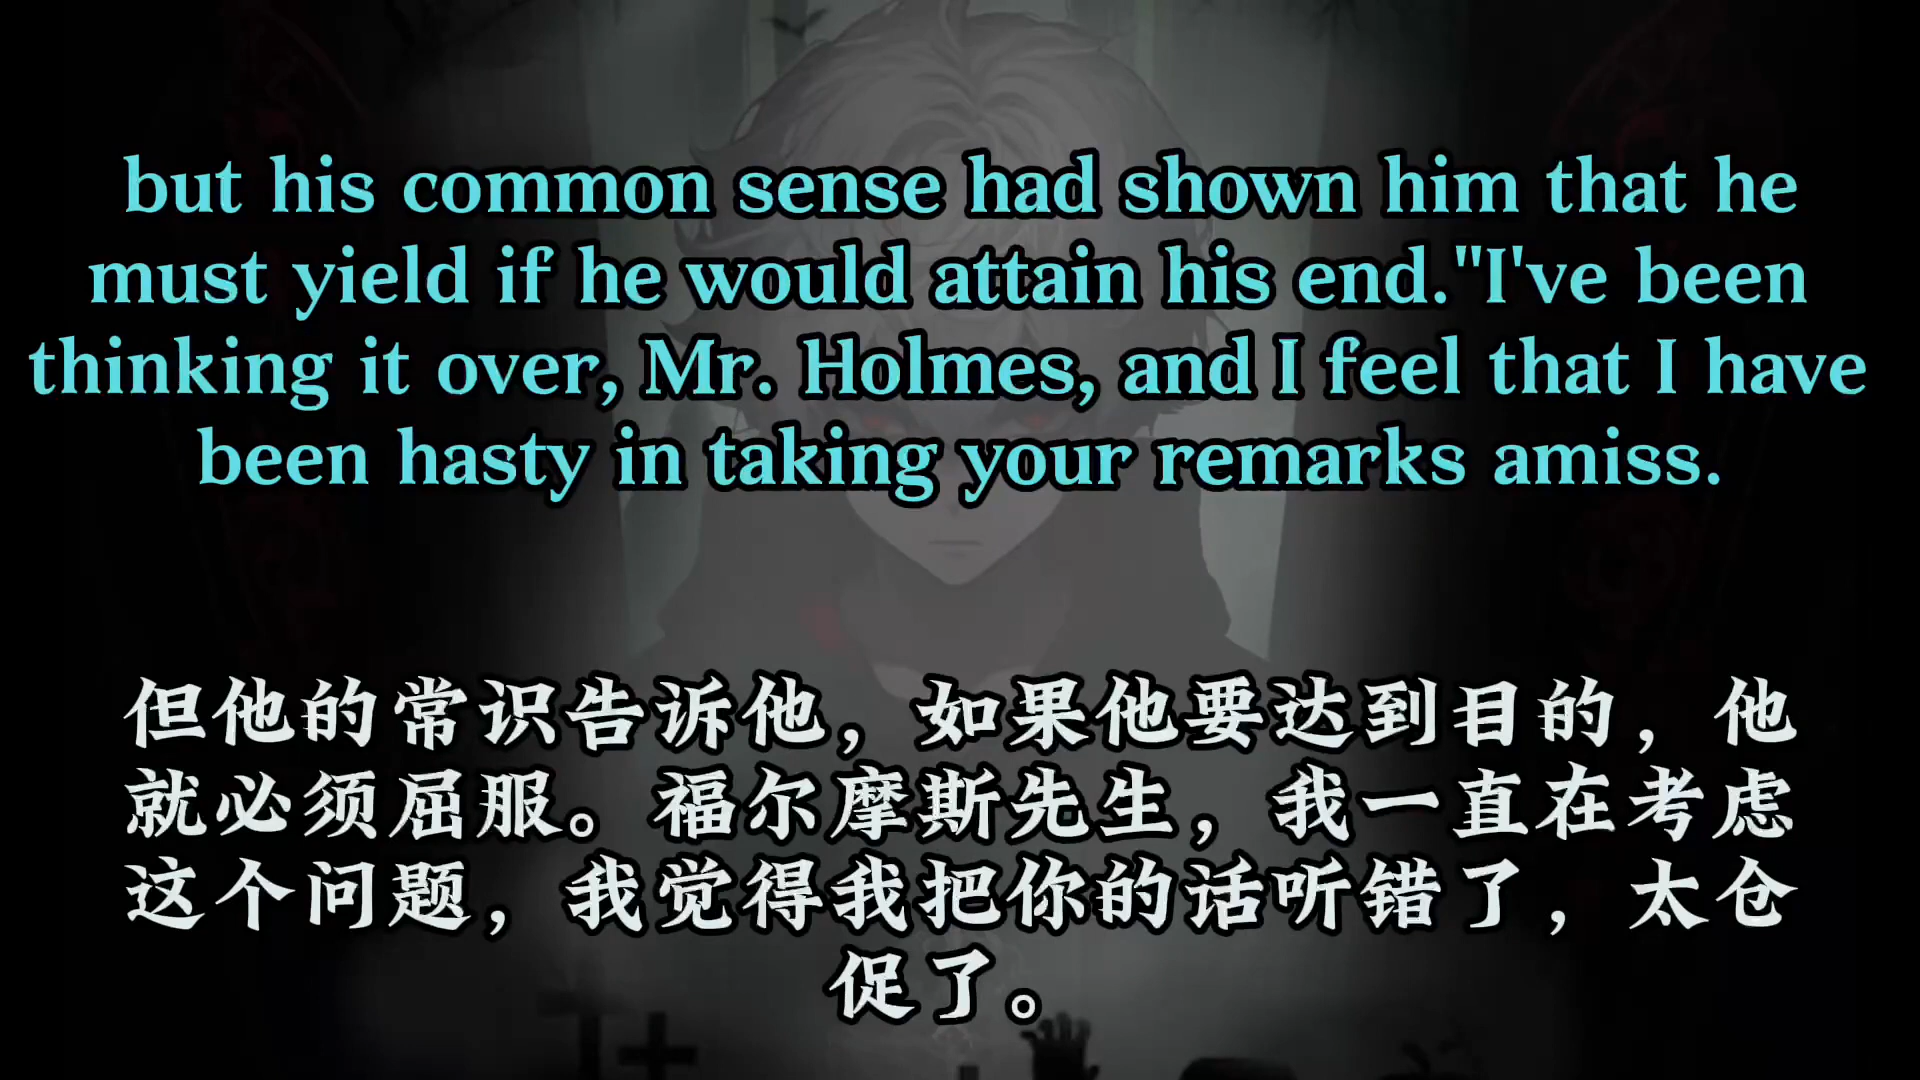 but his common sense had shown him that he
must yield if he would attain his end."I've been
thinking it over, Mr. Holmes, and I feel that I have
been hasty in taking your remarks amiss.
但他的常识告诉他，如果他要达到目的，他
就必须屈服。福尔摩斯先生，我一直在考虑
这个问题，我觉得我把你的话听错了，太仓
促了。